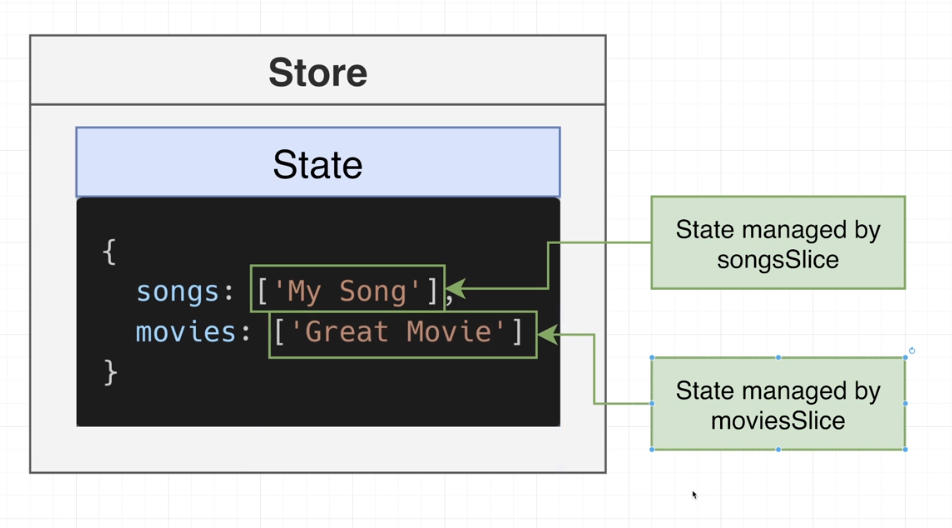 Store
State
{
songs: ['My Song'],
movies: ['Great Movie']
}
State managed by
songsSlice
State managed by
moviesSlice